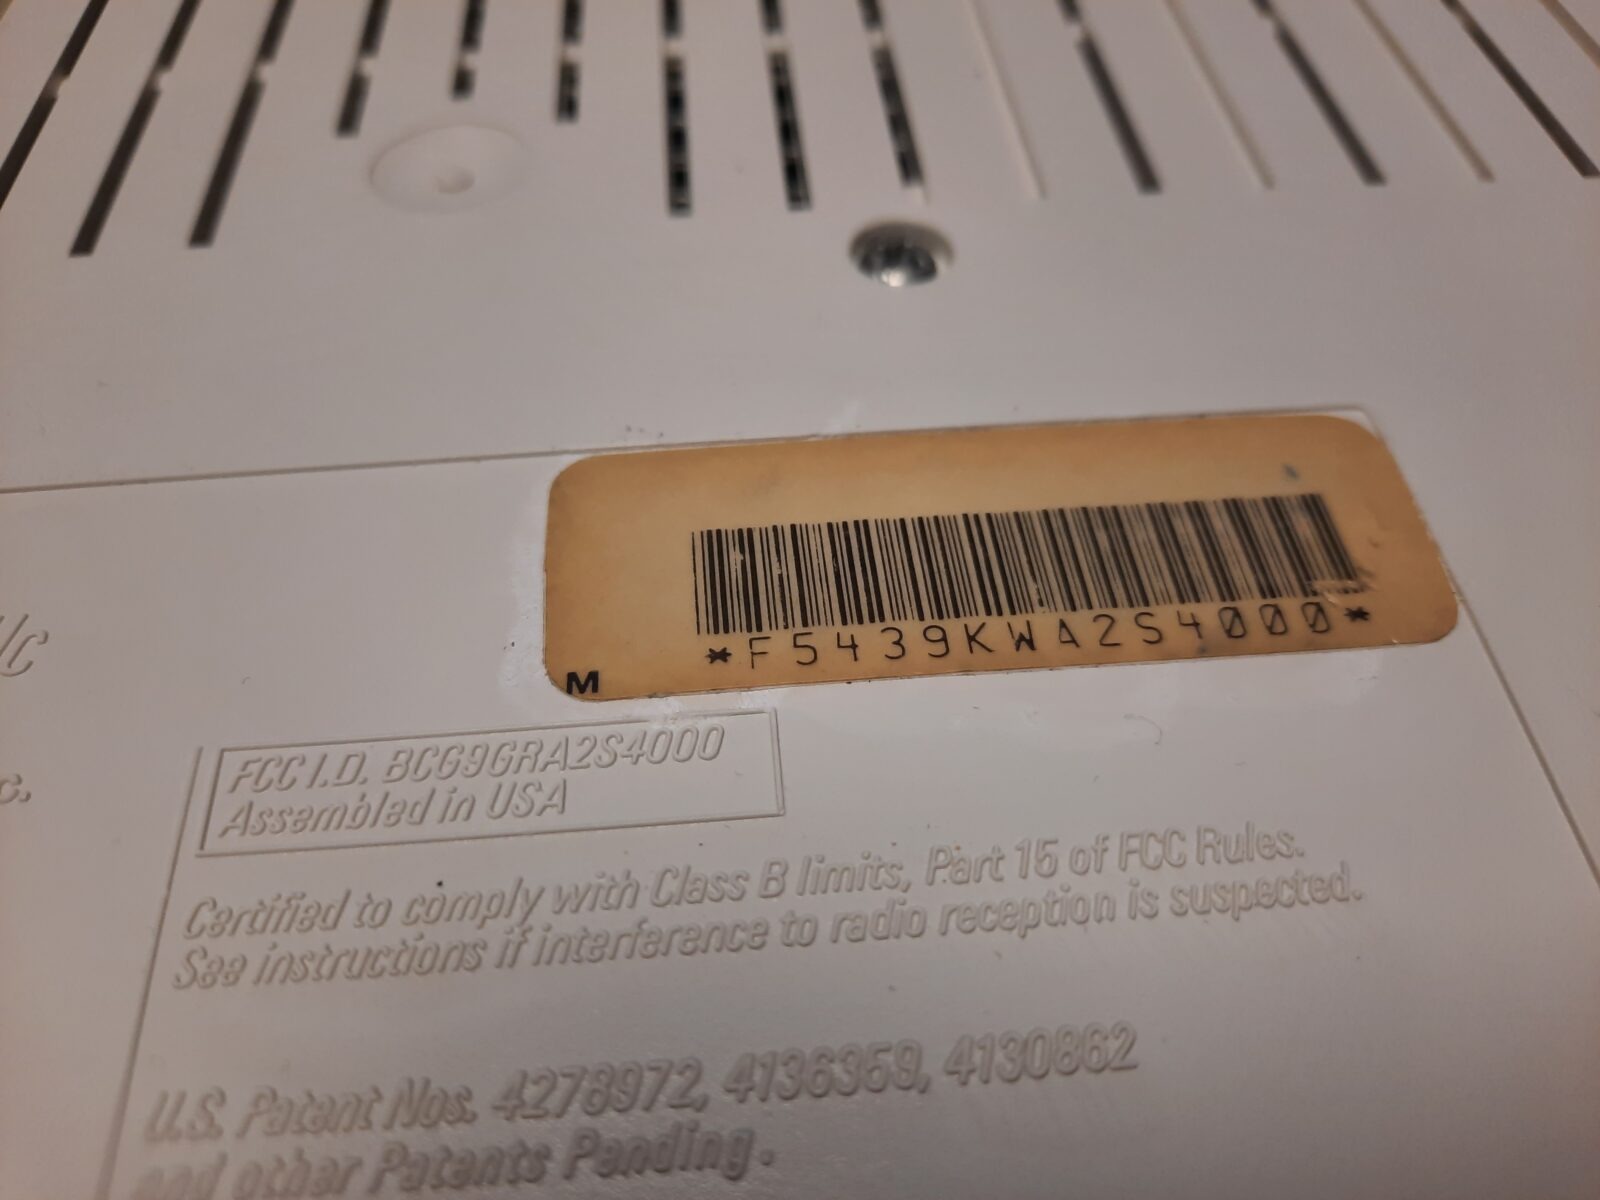 *F5439KWA2S4000*
M
FCC I.D. BCG9GRA2S4000
Assembled in USA
Certified to comply with Class B limits, Part 15 of FCC Rules.
See instructions if interference to radio reception is suspected.
U.S. Patent Nos. 4278972, 4136359, 4130862
and other Patents Pending.